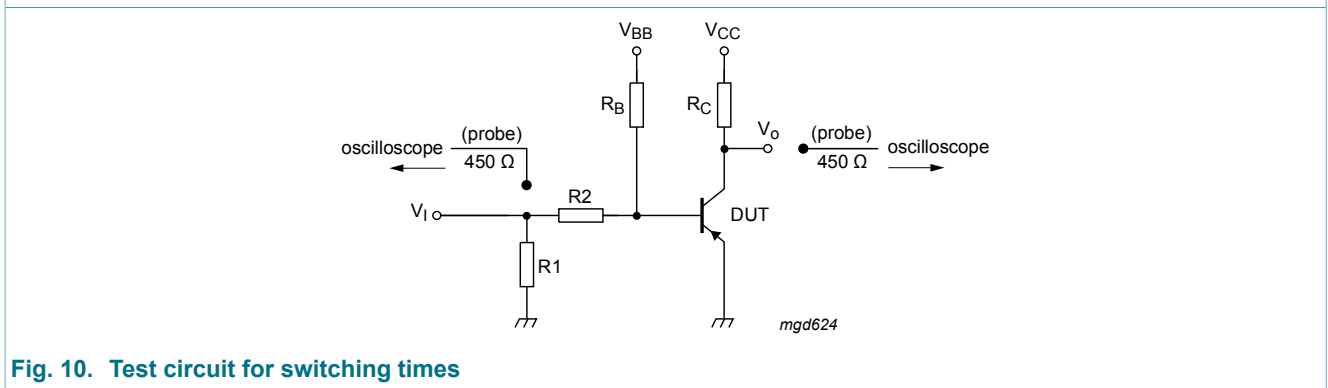 VBB
VCC
RB
RC
Vo
(probe)
450 Ω
oscilloscope
(probe)
450 Ω
oscilloscope
R2
VI
DUT
R1
mgd624
Fig. 10. Test circuit for switching times